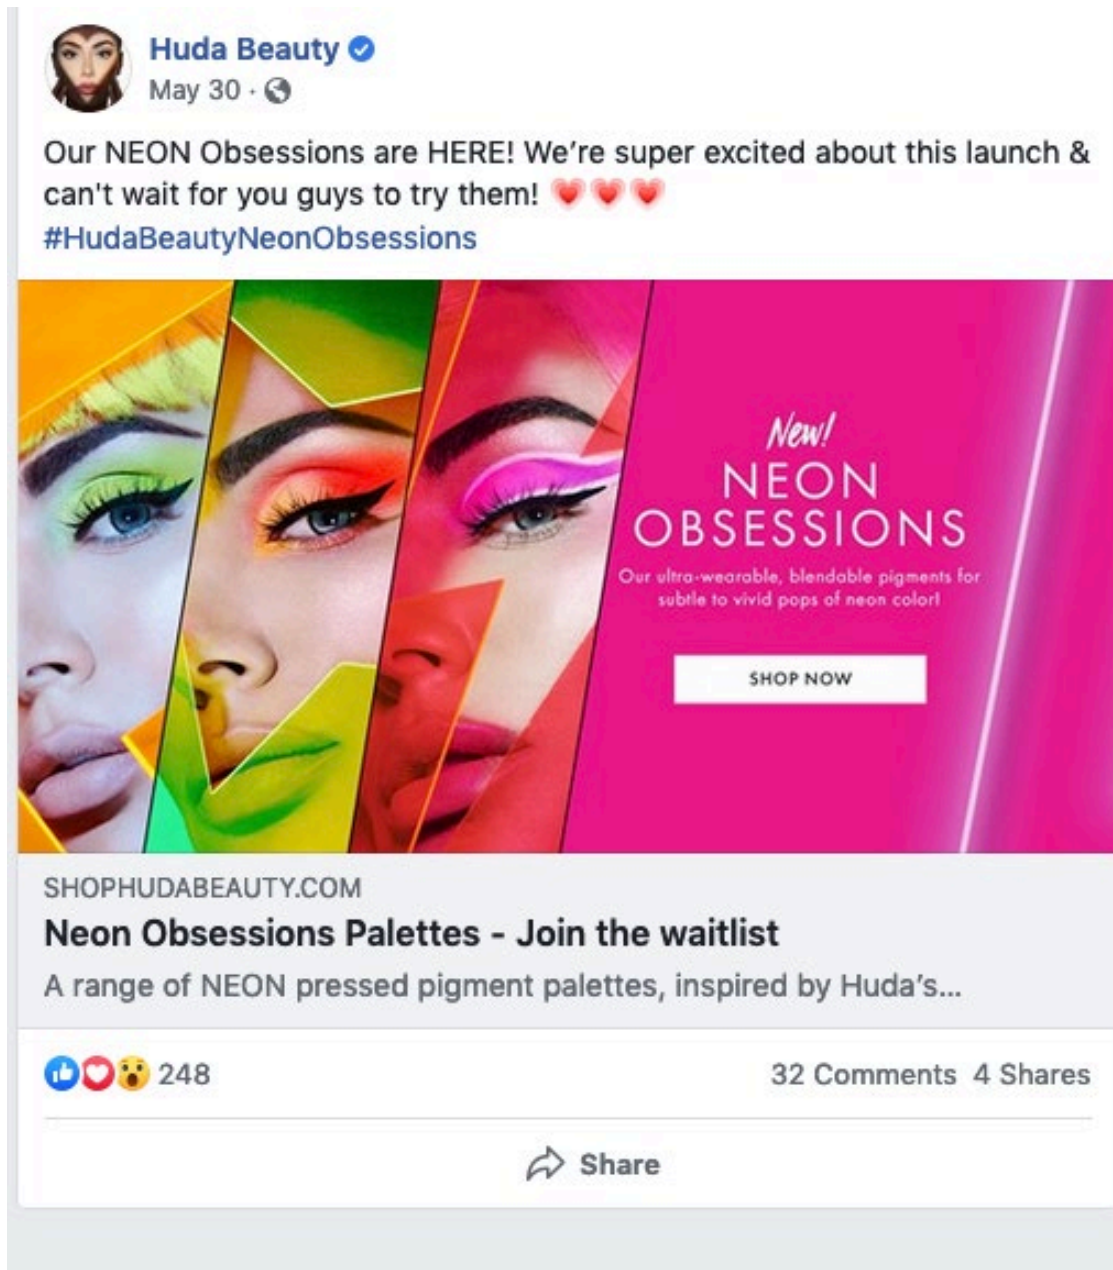 Huda Beauty
May 30 ·
Our NEON Obsessions are HERE! We're super excited about this launch &
can't wait for you guys to try them! ❤️❤️❤️
#HudaBeautyNeonObsessions
New!
NEON
OBSESSIONS
Our ultra-wearable, blendable pigments for
subtle to vivid pops of neon color!
SHOP NOW
SHOPHUDABEAUTY.COM
Neon Obsessions Palettes - Join the waitlist
A range of NEON pressed pigment palettes, inspired by Huda's...
248
32 Comments 4 Shares
Share